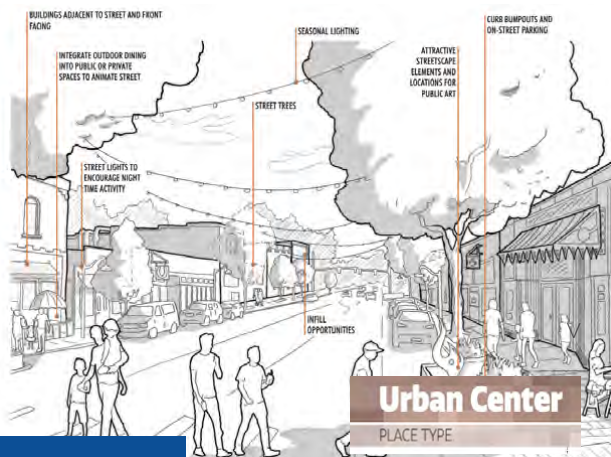 BUILDINGS ADJACENT TO STREET AND FRONT
FACING
INTEGRATE OUTDOOR DINING
INTO PUBLIC OR PRIVATE
SPACES TO ANIMATE STREET
STREET LIGHTS TO
ENCOURAGE NIGHT
TIME ACTIVITY
SEASONAL LIGHTING
STREET TREES
INFILL
OPPORTUNITIES
ATTRACTIVE
STREETSCAPE
ELEMENTS AND
LOCATIONS FOR
PUBLIC ART
CURB BUMPOUTS AND
ON-STREET PARKING
Urban Center
PLACE TYPE